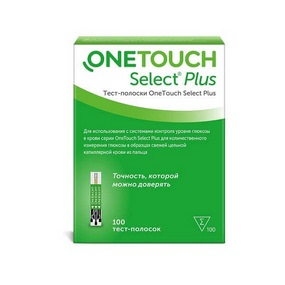 ONETOUCH
Select® Plus
Тест-полоски OneTouch Select Plus
Для использования с системами контроля уровня глюкозы
в крови серии OneTouch Select Plus для количественного
измерения глюкозы в образцах свежей цельной
капиллярной крови из пальца
Точность, которой
можно доверять
100
тест-полосок
Σ
100